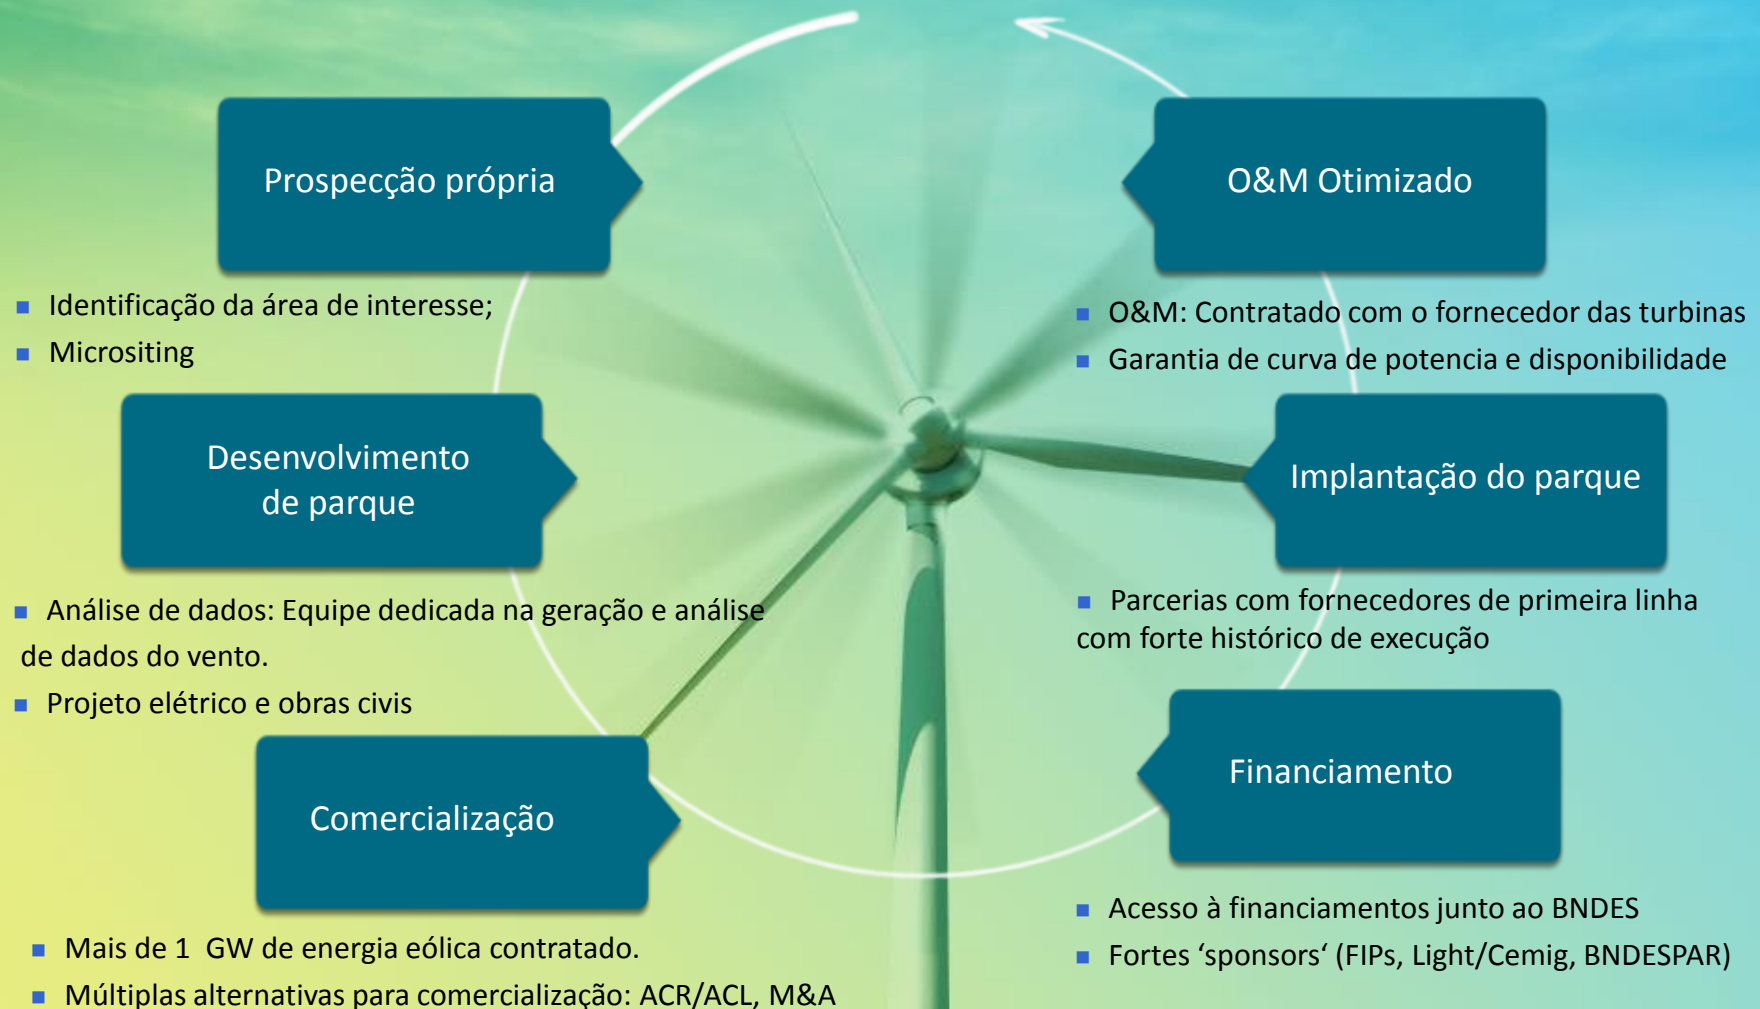 Prospecção própria
■ Identificação da área de interesse;
■ Micrositing
Desenvolvimento
de parque
■ Análise de dados: Equipe dedicada na geração e análise
de dados do vento.
■ Projeto elétrico e obras civis
Comercialização
■ Mais de 1 GW de energia eólica contratado.
■ Múltiplas alternativas para comercialização: ACR/ACL, M&A
O&M Otimizado
■ O&M: Contratado com o fornecedor das turbinas
■ Garantia de curva de potencia e disponibilidade
Implantação do parque
■ Parcerias com fornecedores de primeira linha
com forte histórico de execução
Financiamento
■ Acesso à financiamentos junto ao BNDES
■ Fortes ‘sponsors‘ (FIPs, Light/Cemig, BNDESPAR)